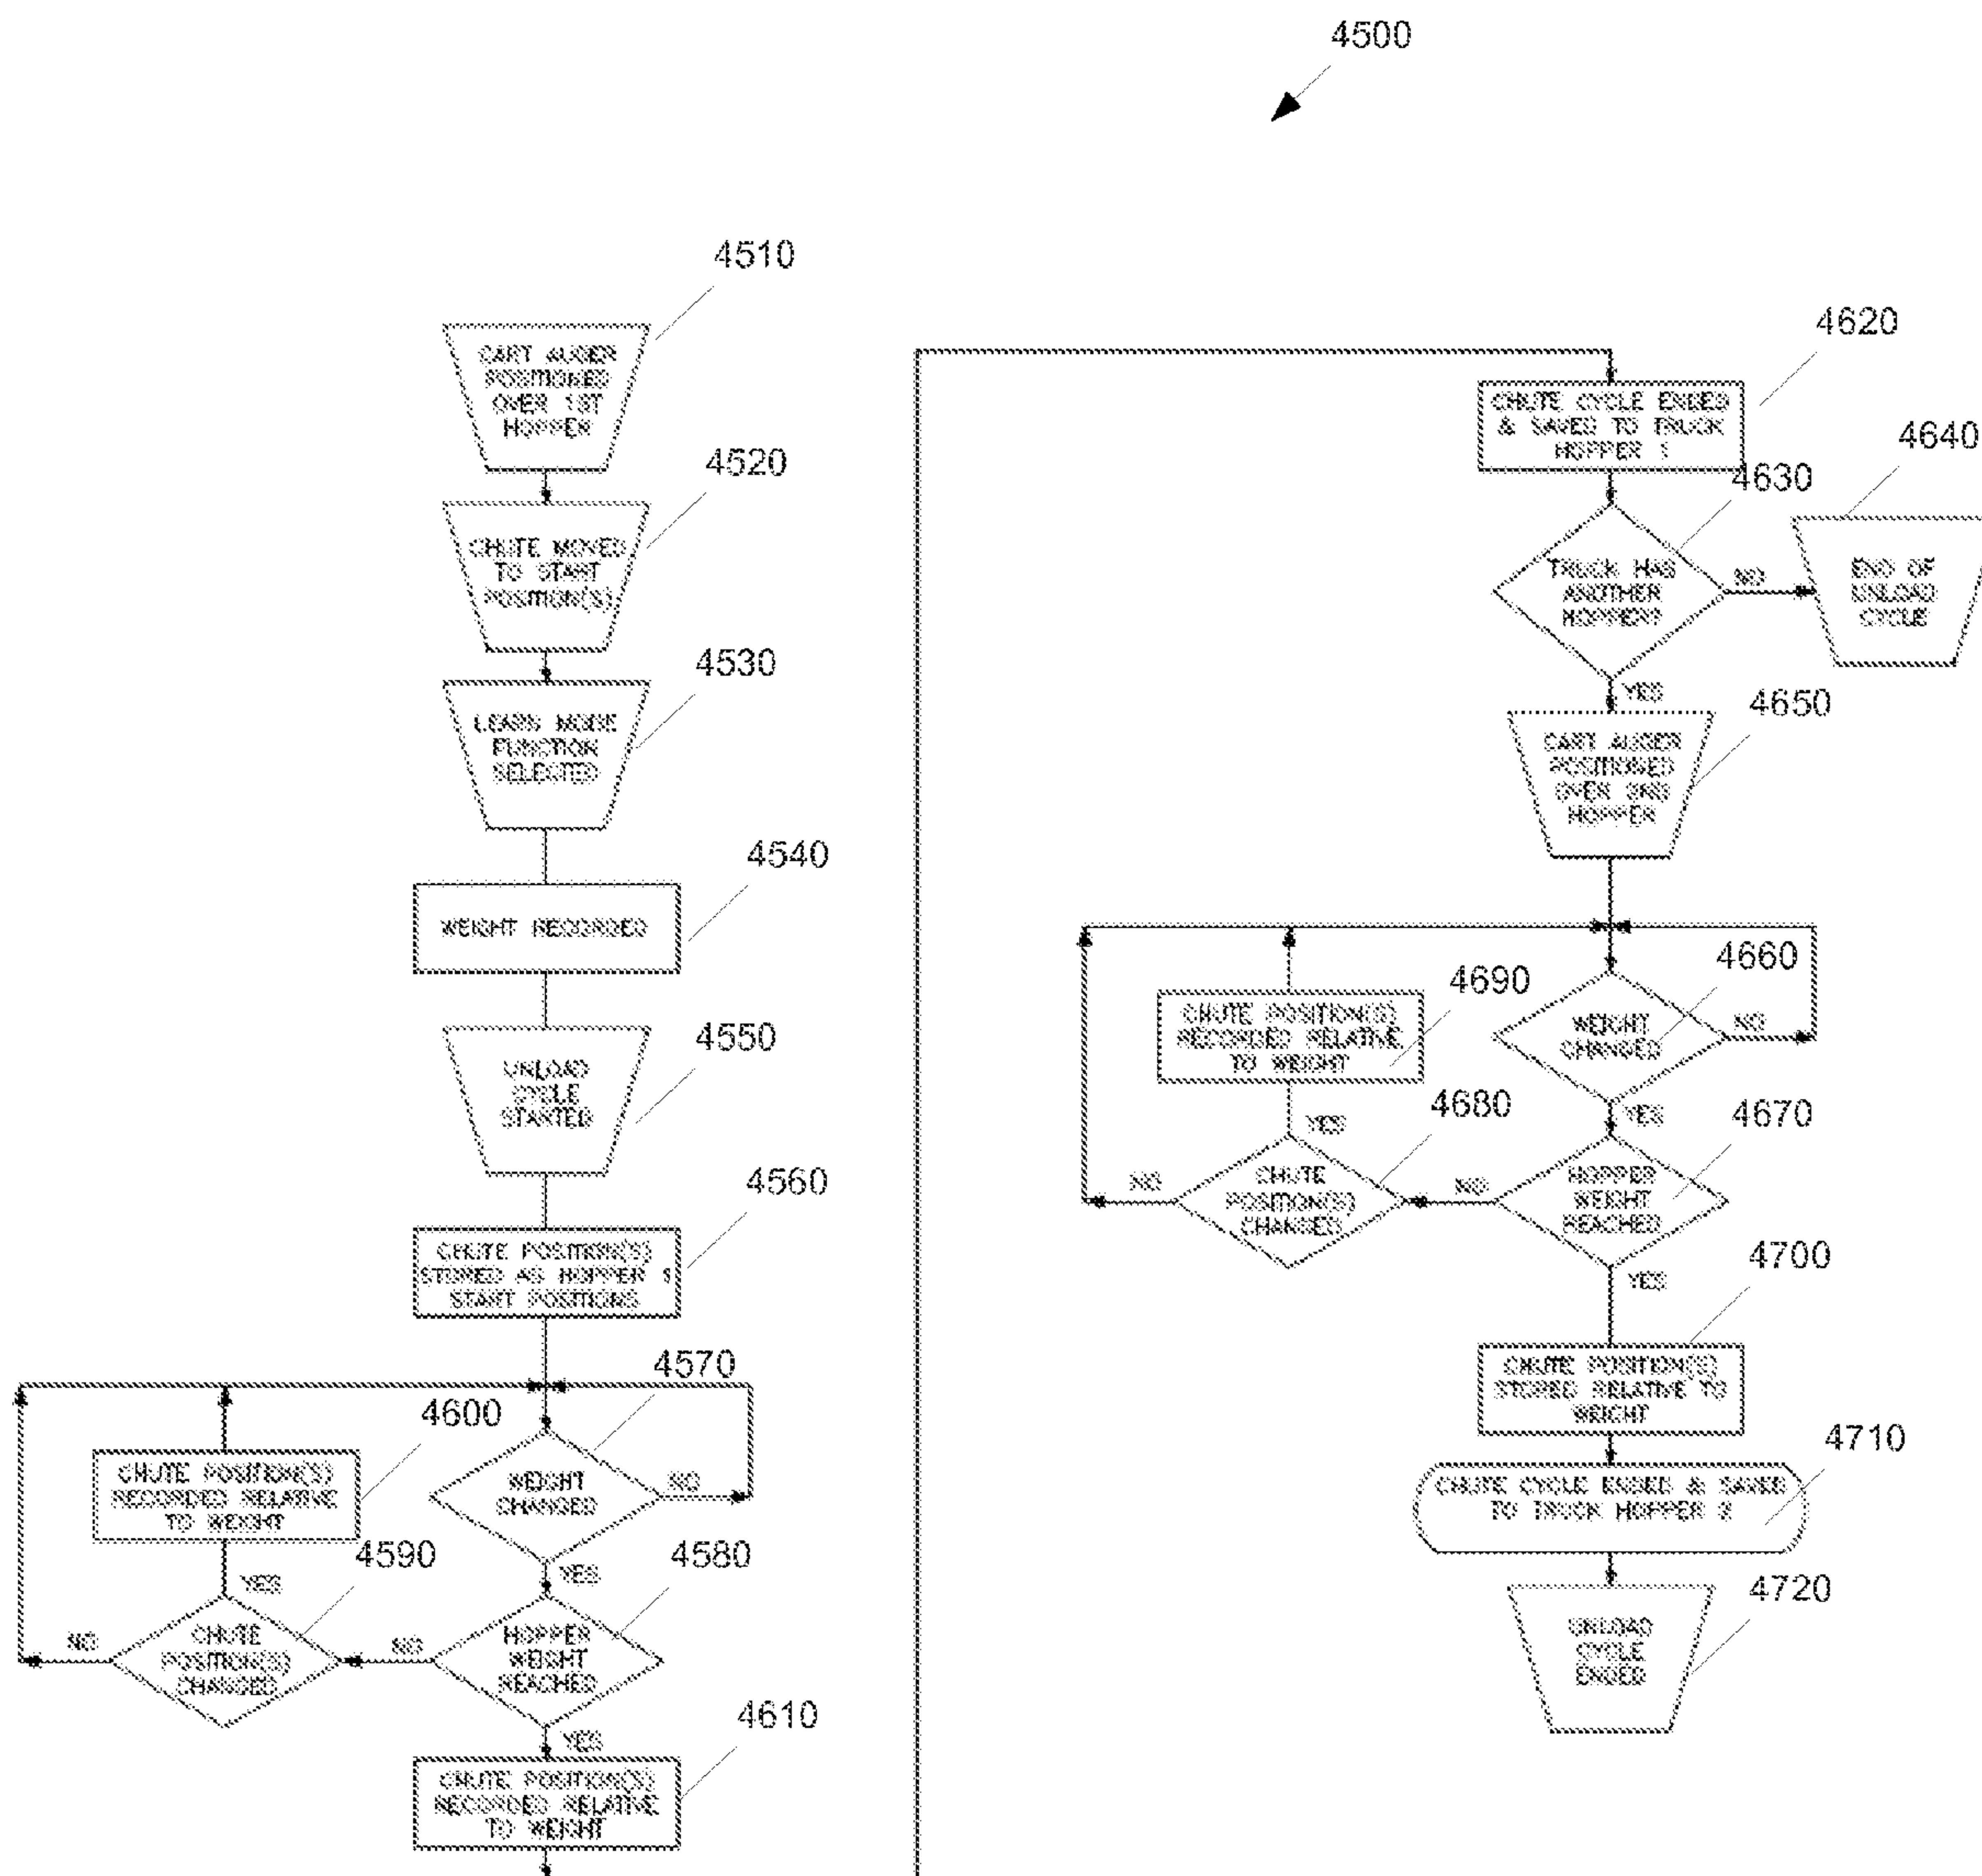 4500
4510
CART AUGER
POSITIONED
OVER 1ST
HOPPER
4520
CHUTE MOVED
TO START
POSITION(S)
4530
LEARN MODE
FUNCTION
SELECTED
4540
WEIGHT RECORDED
4550
UNLOAD
CYCLE
STARTED
4560
CHUTE POSITION(S)
STORED AS HOPPER 1
START POSITIONS
4570
WEIGHT
CHANGED
NO
YES
4600
CHUTE POSITION(S)
RECORDED RELATIVE
TO WEIGHT
4590
YES
CHUTE
POSITION(S)
CHANGED
NO
4580
HOPPER
WEIGHT
REACHED
NO
YES
4610
CHUTE POSITION(S)
RECORDED RELATIVE
TO WEIGHT
4620
CHUTE CYCLE ENDED
& SAVED TO TRUCK
HOPPER 1
4630
TRUCK HAS
ANOTHER
HOPPER?
NO
YES
4640
END OF
UNLOAD
CYCLE
4650
CART AUGER
POSITIONED
OVER 2ND
HOPPER
4660
WEIGHT
CHANGED
NO
YES
4690
CHUTE POSITION(S)
RECORDED RELATIVE
TO WEIGHT
4680
YES
CHUTE
POSITION(S)
CHANGED
NO
4670
HOPPER
WEIGHT
REACHED
NO
YES
4700
CHUTE POSITION(S)
STORED RELATIVE TO
WEIGHT
4710
CHUTE CYCLE ENDED & SAVED
TO TRUCK HOPPER 2
4720
UNLOAD
CYCLE
ENDED